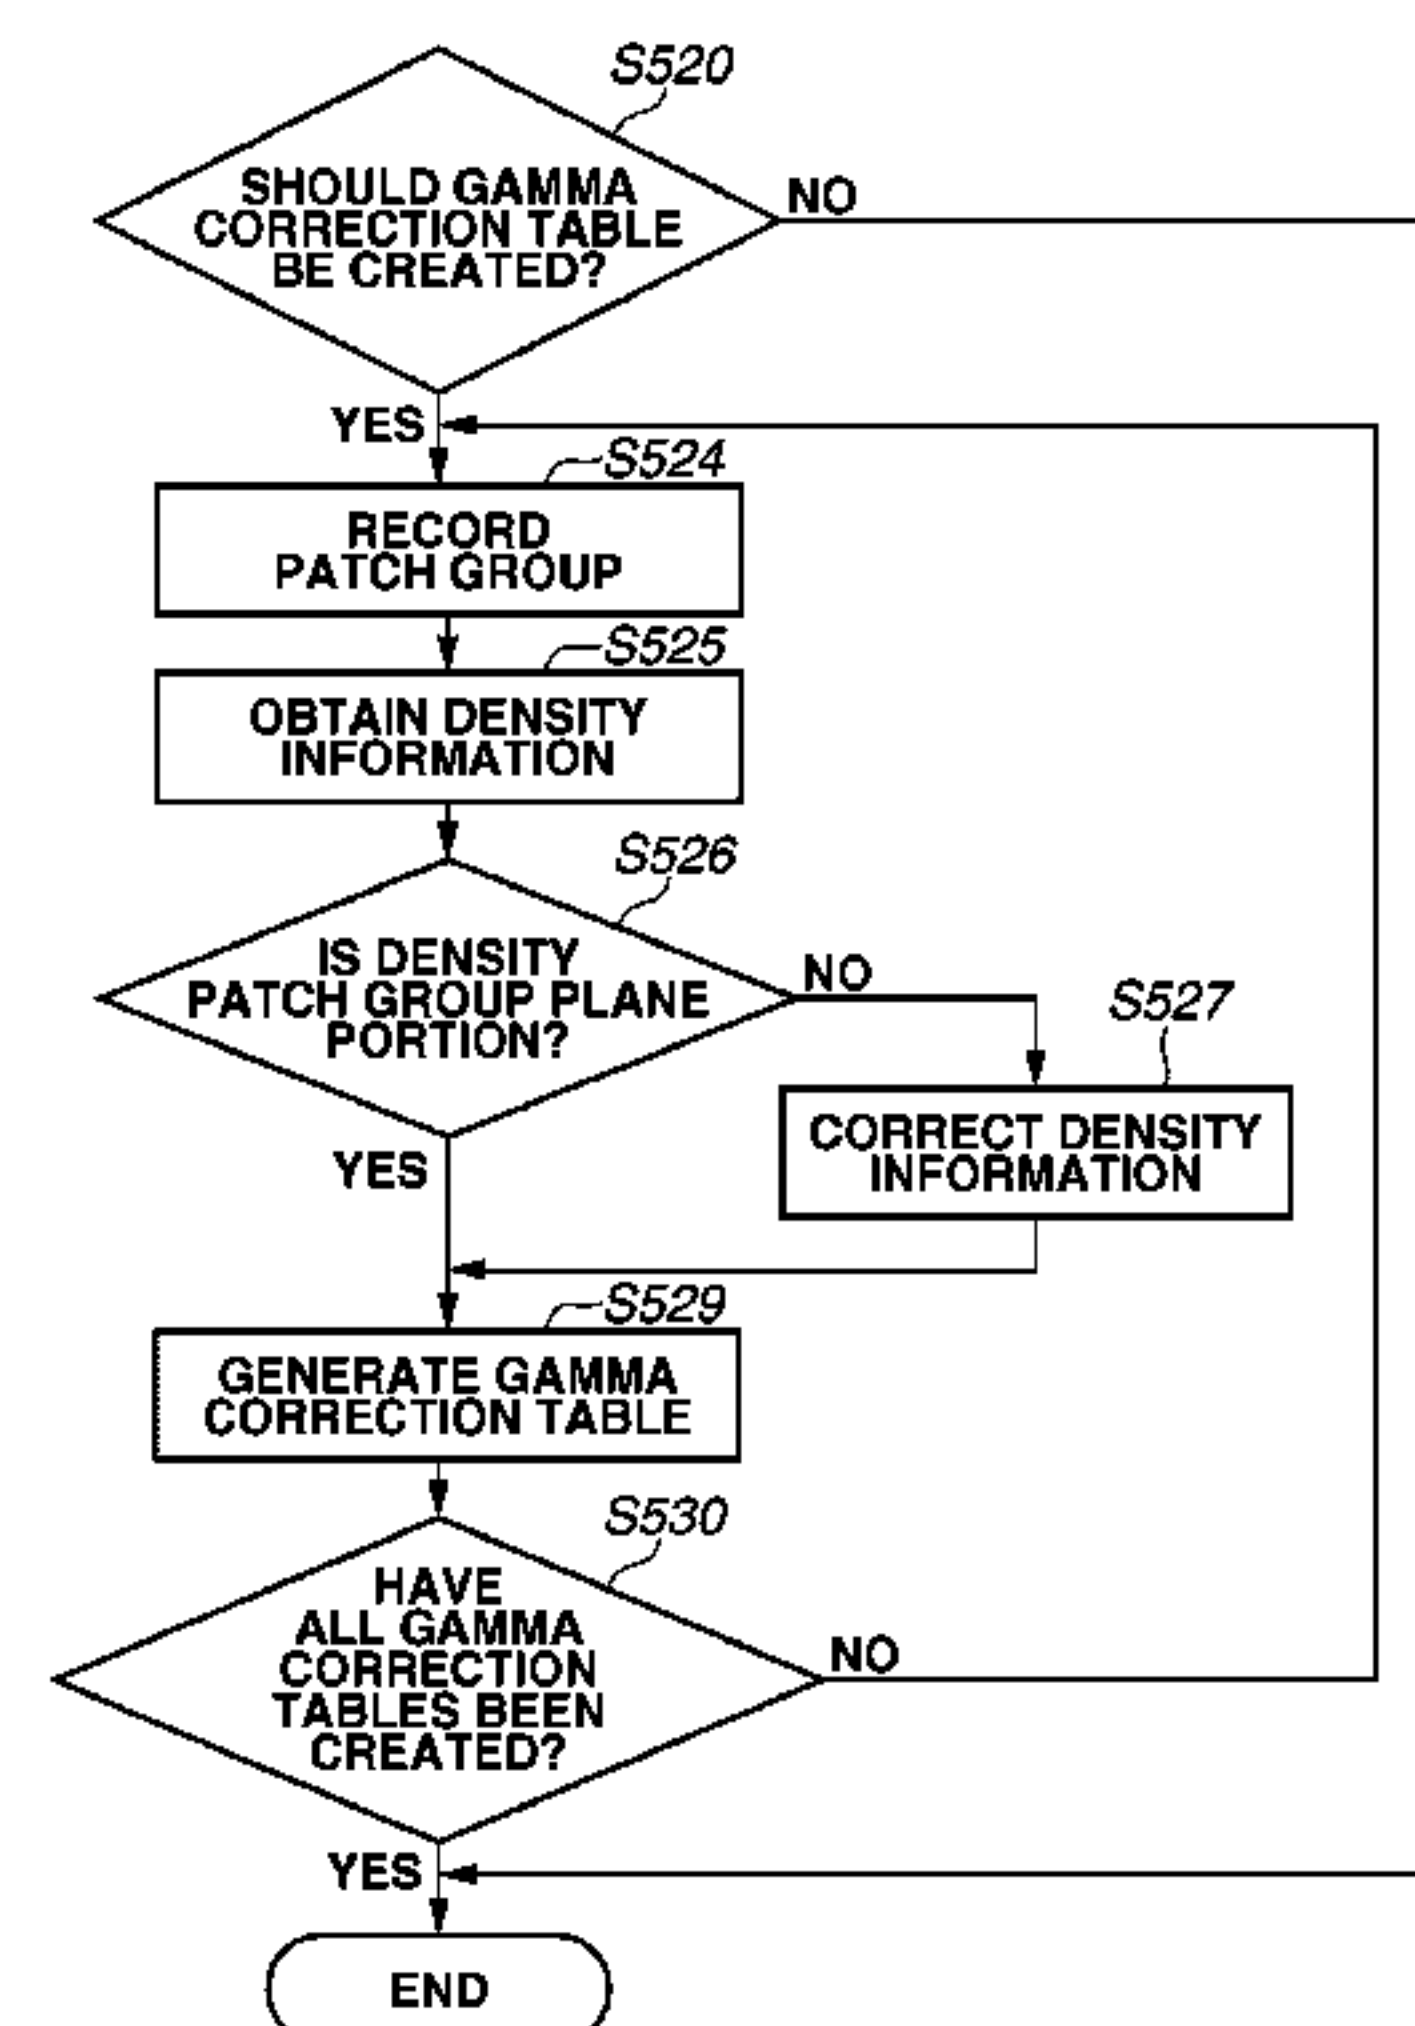 S520
SHOULD GAMMA
CORRECTION TABLE
BE CREATED?
NO
YES
S524
RECORD
PATCH GROUP
S525
OBTAIN DENSITY
INFORMATION
S526
IS DENSITY
PATCH GROUP PLANE
PORTION?
NO
S527
CORRECT DENSITY
INFORMATION
YES
S529
GENERATE GAMMA
CORRECTION TABLE
S530
HAVE
ALL GAMMA
CORRECTION
TABLES BEEN
CREATED?
NO
YES
END